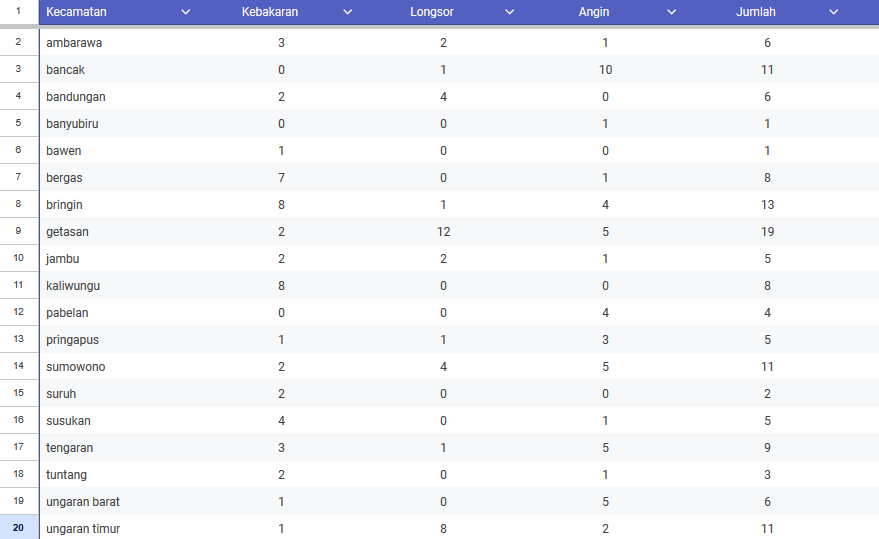 1 Kecamatan Kebakaran Longsor Angin Jumlah
2 ambarawa 3 2 1 6
3 bancak 0 1 10 11
4 bandungan 2 4 0 6
5 banyubiru 0 0 1 1
6 bawen 1 0 0 1
7 bergas 7 0 1 8
8 bringin 8 1 4 13
9 getasan 2 12 5 19
10 jambu 2 2 1 5
11 kaliwungu 8 0 0 8
12 pabelan 0 0 4 4
13 pringapus 1 1 3 5
14 sumowono 2 4 5 11
15 suruh 2 0 0 2
16 susukan 4 0 1 5
17 tengaran 3 1 5 9
18 tuntang 2 0 1 3
19 ungaran barat 1 0 5 6
20 ungaran timur 1 8 2 11